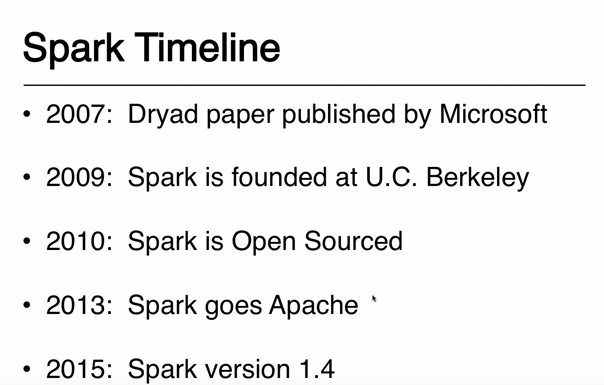 Spark Timeline
• 2007: Dryad paper published by Microsoft
• 2009: Spark is founded at U.C. Berkeley
• 2010: Spark is Open Sourced
• 2013: Spark goes Apache
• 2015: Spark version 1.4